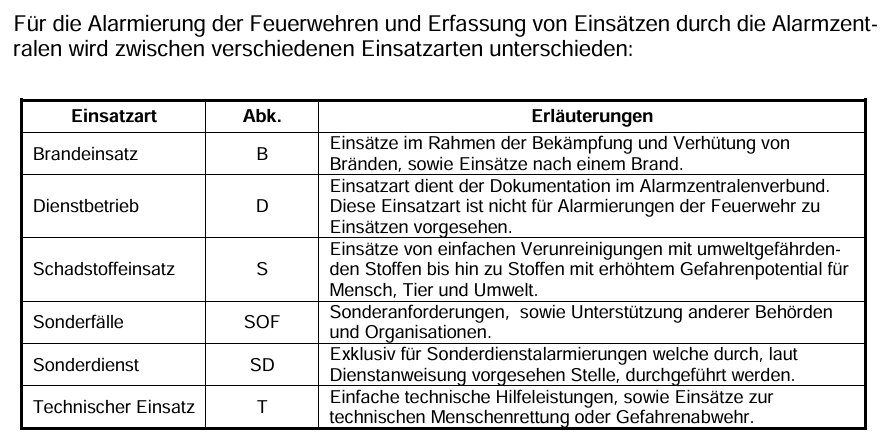 Für die Alarmierung der Feuerwehren und Erfassung von Einsätzen durch die Alarmzent-
ralen wird zwischen verschiedenen Einsatzarten unterschieden:
Einsatzart Abk. Erläuterungen
Brandeinsatz B Einsätze im Rahmen der Bekämpfung und Verhütung von
Bränden, sowie Einsätze nach einem Brand.
Dienstbetrieb D Einsatzart dient der Dokumentation im Alarmzentralenverbund.
Diese Einsatzart ist nicht für Alarmierungen der Feuerwehr zu
Einsätzen vorgesehen.
Schadstoffeinsatz S Einsätze von einfachen Verunreinigungen mit umweltgefährden-
den Stoffen bis hin zu Stoffen mit erhöhtem Gefahrenpotential für
Mensch, Tier und Umwelt.
Sonderfälle SOF Sonderanforderungen, sowie Unterstützung anderer Behörden
und Organisationen.
Sonderdienst SD Exklusiv für Sonderdienstalarmierungen welche durch, laut
Dienstanweisung vorgesehen Stelle, durchgeführt werden.
Technischer Einsatz T Einfache technische Hilfeleistungen, sowie Einsätze zur
technischen Menschenrettung oder Gefahrenabwehr.